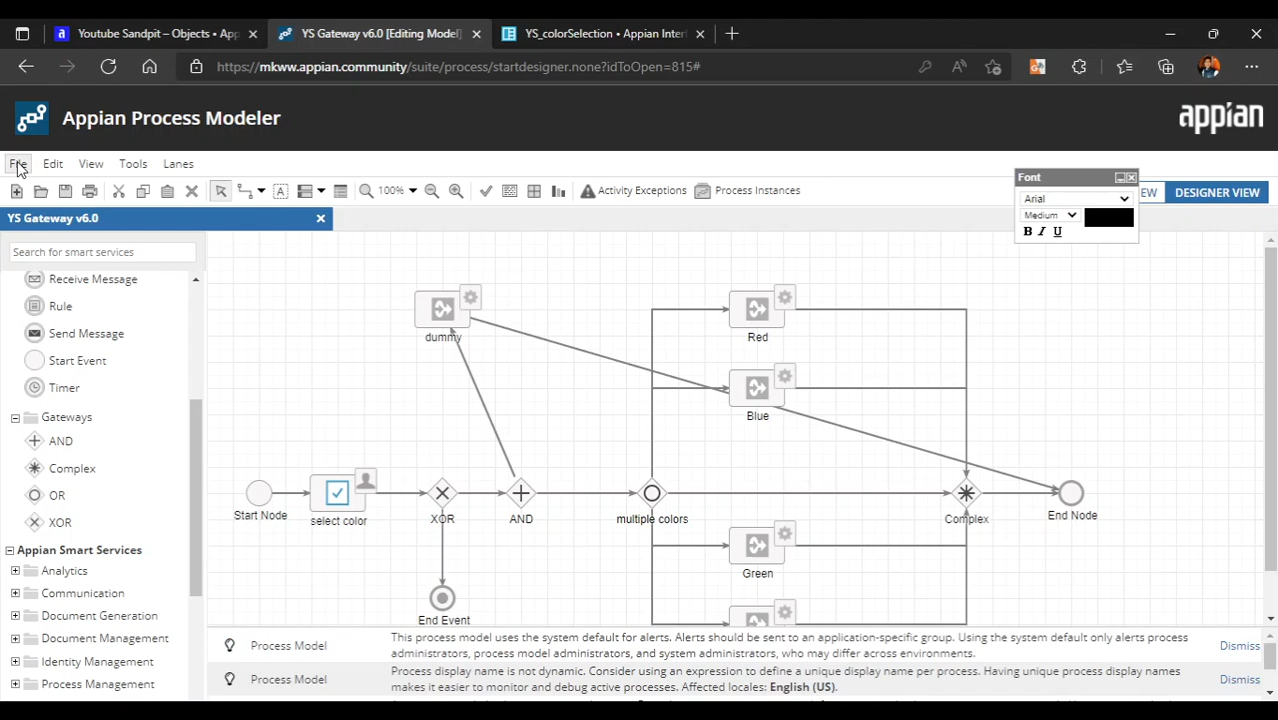 Youtube Sandpit – Objects • App
YS Gateway v6.0 [Editing Model]
YS_colorSelection • Appian Inter
https://mkww.appian.community/suite/process/startdesigner.none?idToOpen=815#
Appian Process Modeler
appian
File Edit View Tools Lanes
100%
Activity Exceptions
Process Instances
EW
DESIGNER VIEW
Font
Arial
Medium
B I U
YS Gateway v6.0
Search for smart services
Receive Message
Rule
Send Message
Start Event
Timer
Gateways
AND
Complex
OR
XOR
Appian Smart Services
Analytics
Communication
Document Generation
Document Management
Identity Management
Process Management
dummy
Red
Blue
Start Node
select color
XOR
AND
multiple colors
Complex
End Node
Green
End Event
Process Model
This process model uses the system default for alerts. Alerts should be sent to an application-specific group. Using the system default only alerts process
administrators, process model administrators, and system administrators, who may differ across environments.
Dismiss
Process Model
Process display name is not dynamic. Consider using an expression to define a unique display name per process. Having unique process display names
makes it easier to monitor and debug active processes. Affected locales: English (US).
Dismiss